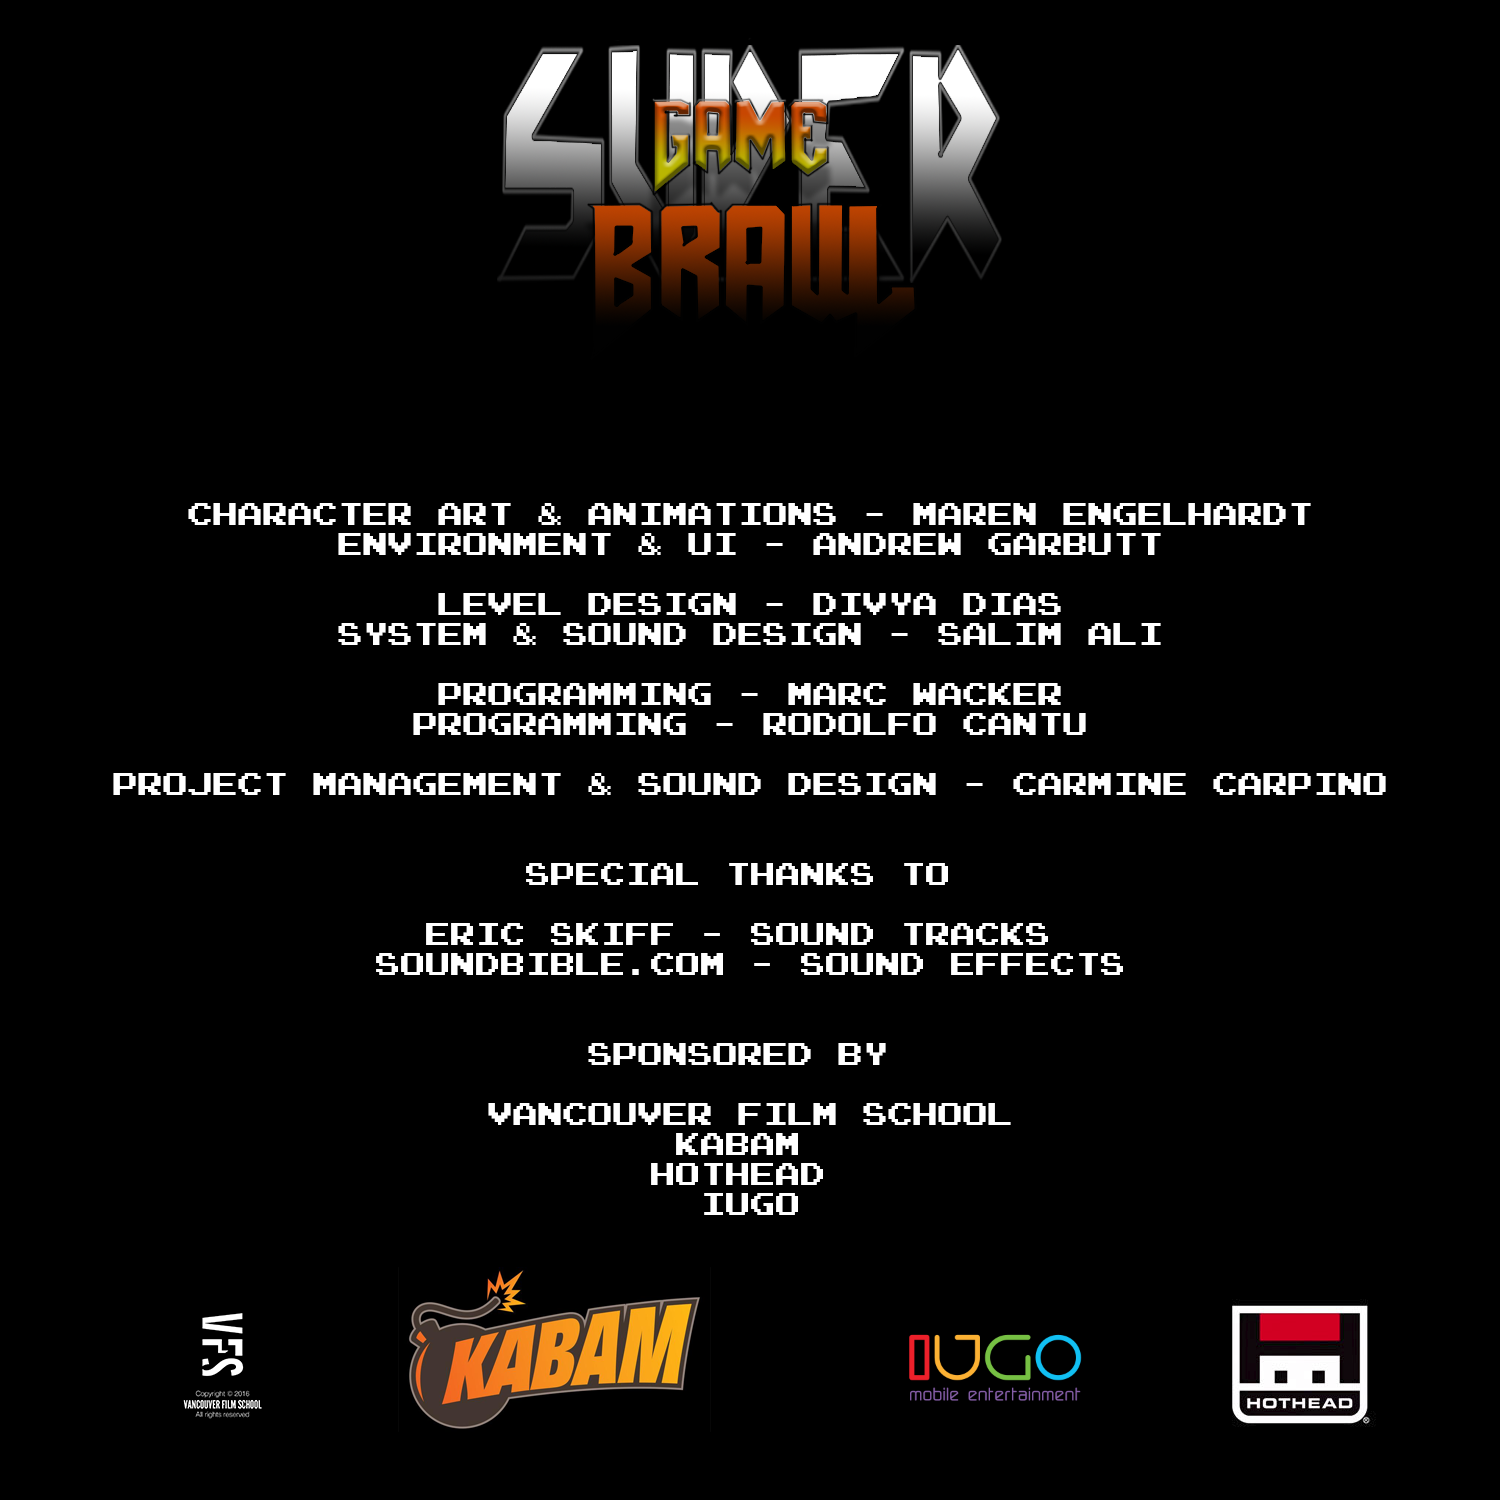 SUPER
GAME
BRAWL
CHARACTER ART & ANIMATIONS - MAREN ENGELHARDT
ENVIRONMENT & UI - ANDREW GARBUTT
LEVEL DESIGN - DIVYA DIAS
SYSTEM & SOUND DESIGN - SALIM ALI
PROGRAMMING - MARC WACKER
PROGRAMMING - RODOLFO CANTU
PROJECT MANAGEMENT & SOUND DESIGN - CARMINE CARPINO
SPECIAL THANKS TO
ERIC SKIFF - SOUND TRACKS
SOUNDBIBLE.COM - SOUND EFFECTS
SPONSORED BY
VANCOUVER FILM SCHOOL
KABAM
HOTHEAD
IUGO
VFS
Copyright © 2016
VANCOUVER FILM SCHOOL
All rights reserved
KABAM
IUGO
mobile entertainment
HOTHEAD®